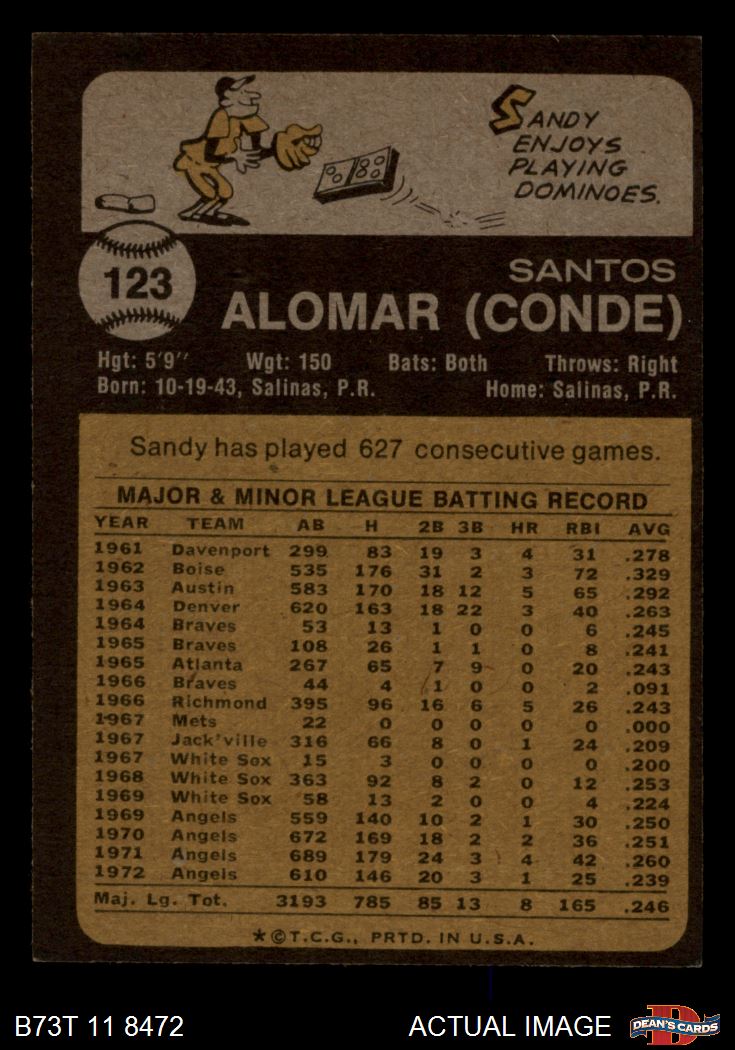 SANDY
ENJOYS
PLAYING
DOMINOES.
123
SANTOS
ALOMAR (CONDE)
Hgt: 5'9" Wgt: 150 Bats: Both Throws: Right
Born: 10-19-43, Salinas, P.R. Home: Salinas, P.R.
Sandy has played 627 consecutive games.
MAJOR & MINOR LEAGUE BATTING RECORD
YEAR TEAM AB H 2B 3B HR RBI AVG
1961 Davenport 299 83 19 3 4 31 .278
1962 Boise 535 176 31 2 3 72 .329
1963 Austin 583 170 18 12 5 65 .292
1964 Denver 620 163 18 22 3 40 .263
1964 Braves 53 13 1 0 0 6 .245
1965 Braves 108 26 1 1 0 8 .241
1965 Atlanta 267 65 7 9 0 20 .243
1966 Braves 44 4 1 0 0 2 .091
1966 Richmond 395 96 16 6 5 26 .243
1967 Mets 22 0 0 0 0 0 .000
1967 Jack'ville 316 66 8 0 1 24 .209
1967 White Sox 15 3 0 0 0 0 .200
1968 White Sox 363 92 8 2 0 12 .253
1969 White Sox 58 13 2 0 0 4 .224
1969 Angels 559 140 10 2 1 30 .250
1970 Angels 672 169 18 2 2 36 .251
1971 Angels 689 179 24 3 4 42 .260
1972 Angels 610 146 20 3 1 25 .239
Maj. Lg. Tot. 3193 785 85 13 8 165 .246
*©T.C.G., PRTD. IN U.S.A.
B73T 11 8472 ACTUAL IMAGE
D
DEAN'S CARDS